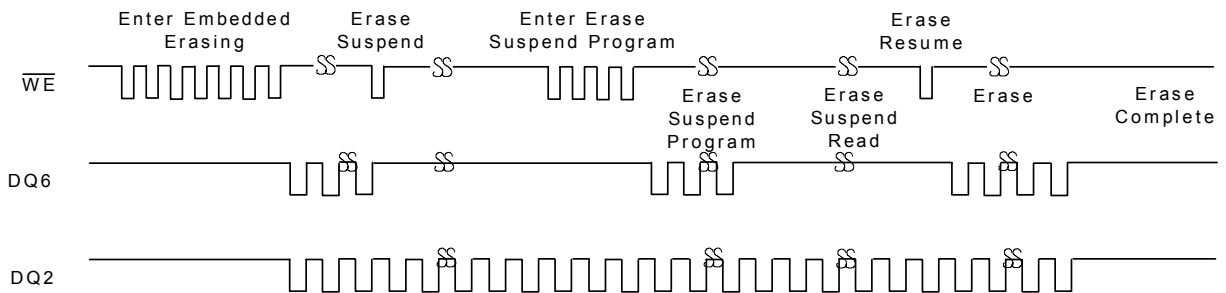 Enter Embedded
Erasing
Erase
Suspend
Enter Erase
Suspend Program
Erase
Resume
WE
Erase
Suspend
Program
Erase
Suspend
Read
Erase
Erase
Complete
DQ6
DQ2